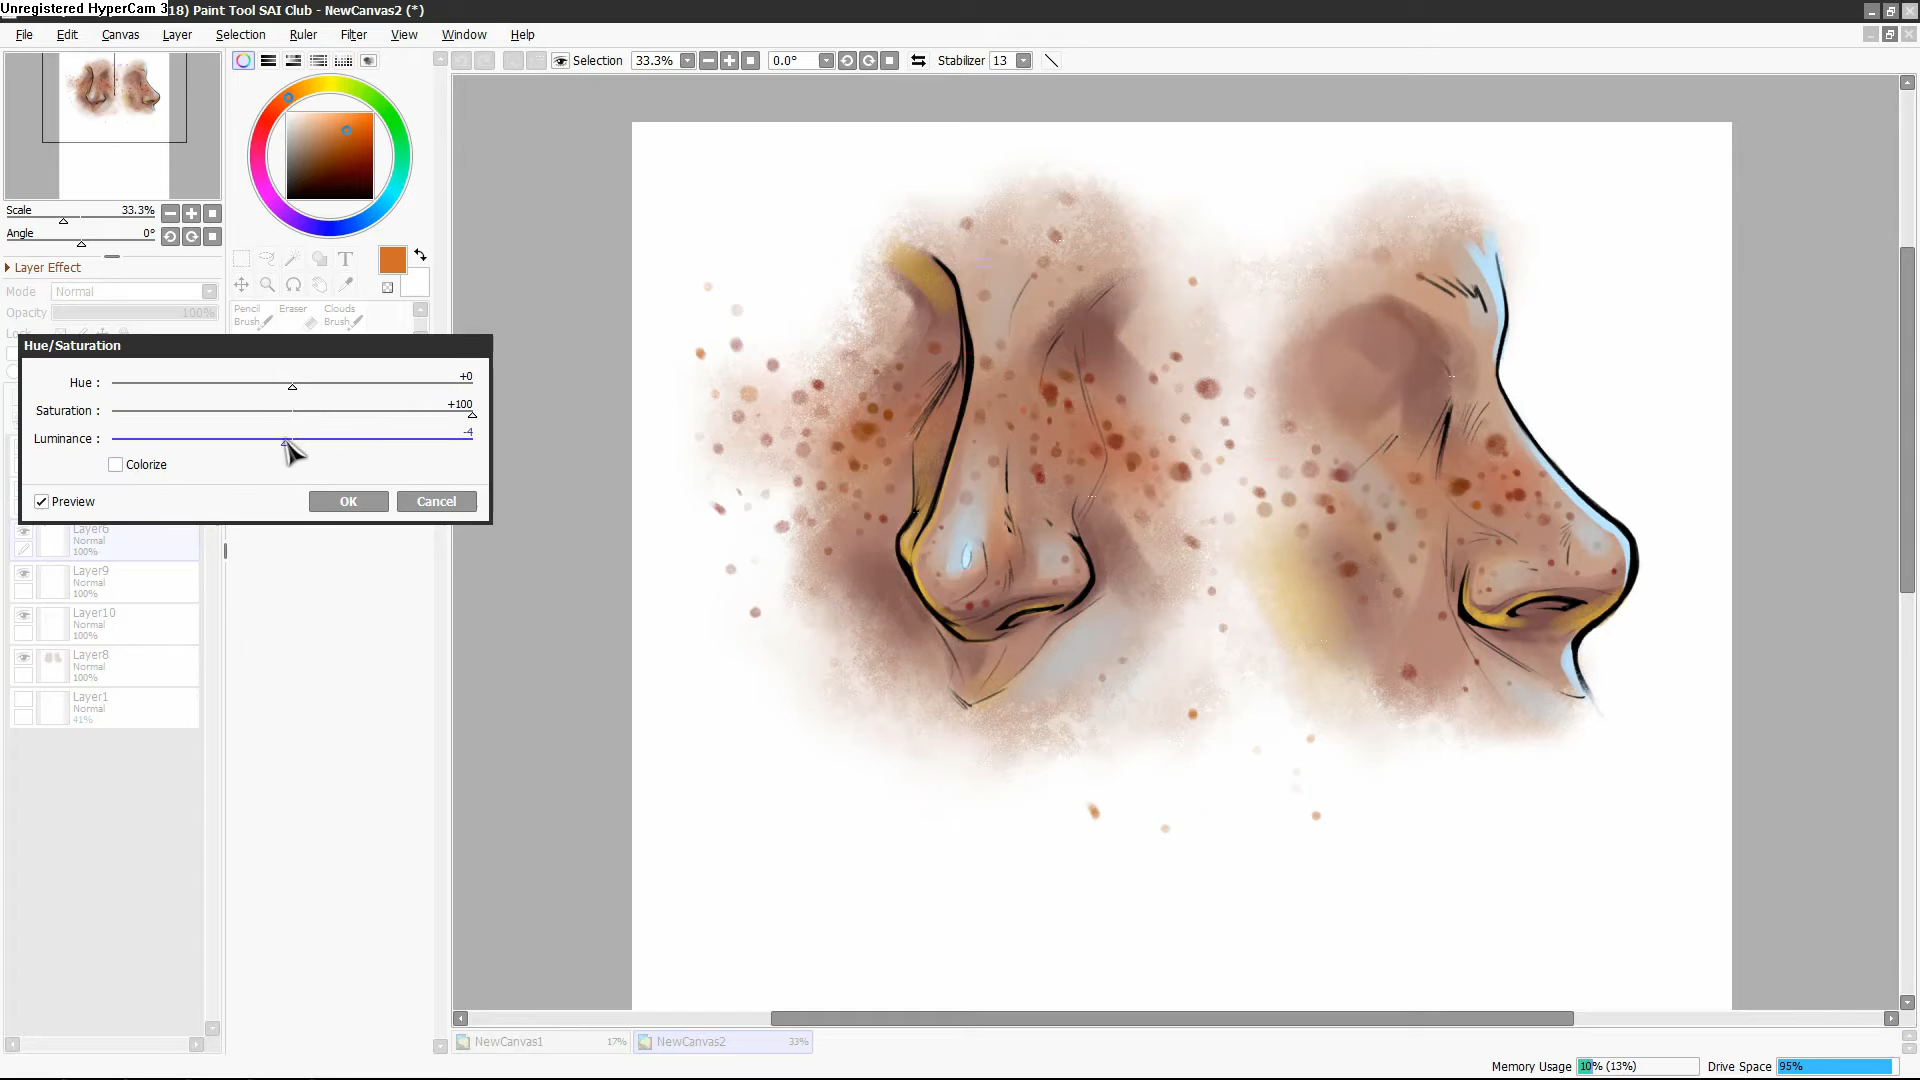 Unregistered HyperCam 3
18) Paint Tool SAI Club - NewCanvas2 (*)
File Edit Canvas Layer Selection Ruler Filter View Window Help
Selection 33.3% 0.0° Stabilizer 13
Scale 33.3%
Angle 0°
Layer Effect
Mode Normal
Opacity 100%
T
Pencil Brush
Eraser
Clouds Brush
Hue/Saturation
Hue : +0
Saturation : +100
Luminance : -4
Colorize
Preview OK Cancel
Layer6
Normal
100%
Layer9
Normal
100%
Layer10
Normal
100%
Layer8
Normal
100%
Layer1
Normal
41%
NewCanvas1 17% NewCanvas2 33%
Memory Usage 10% (13%) Drive Space 95%